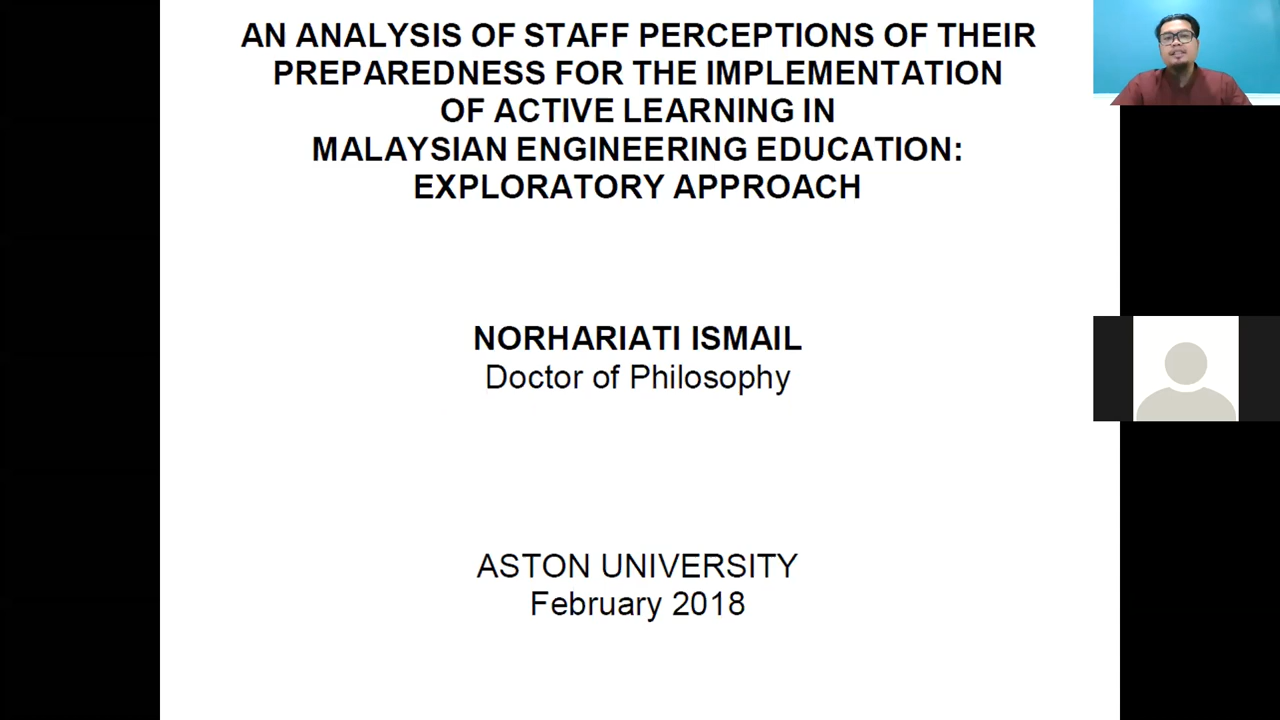 AN ANALYSIS OF STAFF PERCEPTIONS OF THEIR
PREPAREDNESS FOR THE IMPLEMENTATION
OF ACTIVE LEARNING IN
MALAYSIAN ENGINEERING EDUCATION:
EXPLORATORY APPROACH
NORHARIATI ISMAIL
Doctor of Philosophy
ASTON UNIVERSITY
February 2018